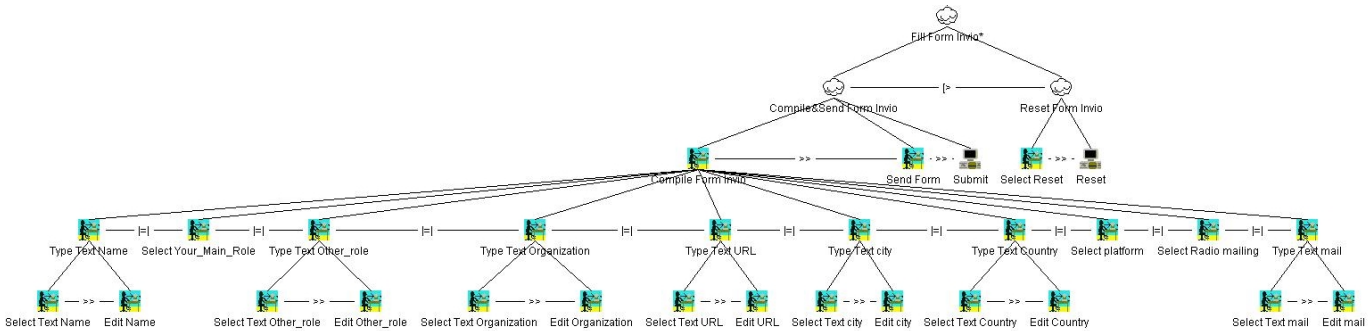 Fill Form Invio*
[>
Compile&Send Form Invio
Reset Form Invio
>>
>>
>>
Compile Form Invio
Send Form
Submit
Select Reset
Reset
|=|
|=|
|=|
|=|
|=|
|=|
|=|
|=|
|=|
Type Text Name
Select Your_Main_Role
Type Text Other_role
Type Text Organization
Type Text URL
Type Text city
Type Text Country
Select platform
Select Radio mailing
Type Text mail
>>
>>
>>
>>
>>
>>
>>
Select Text Name
Edit Name
Select Text Other_role
Edit Other_role
Select Text Organization
Edit Organization
Select Text URL
Edit URL
Select Text city
Edit city
Select Text Country
Edit Country
Select Text mail
Edit mail